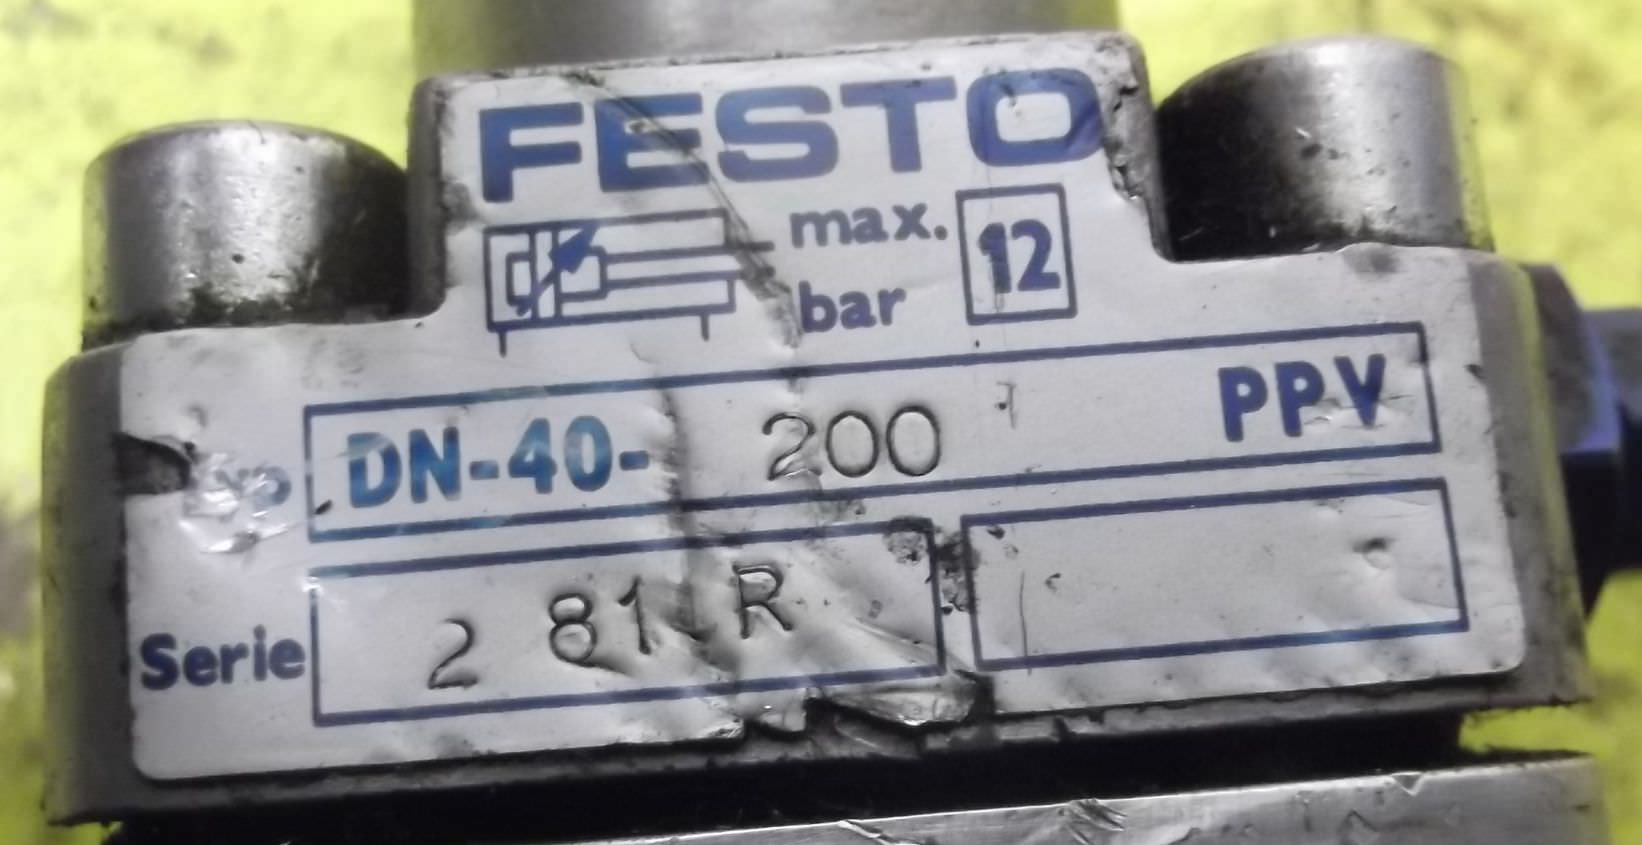 FESTO
max. 12
bar
DN-40- 200 PPV
Serie 2 81 R